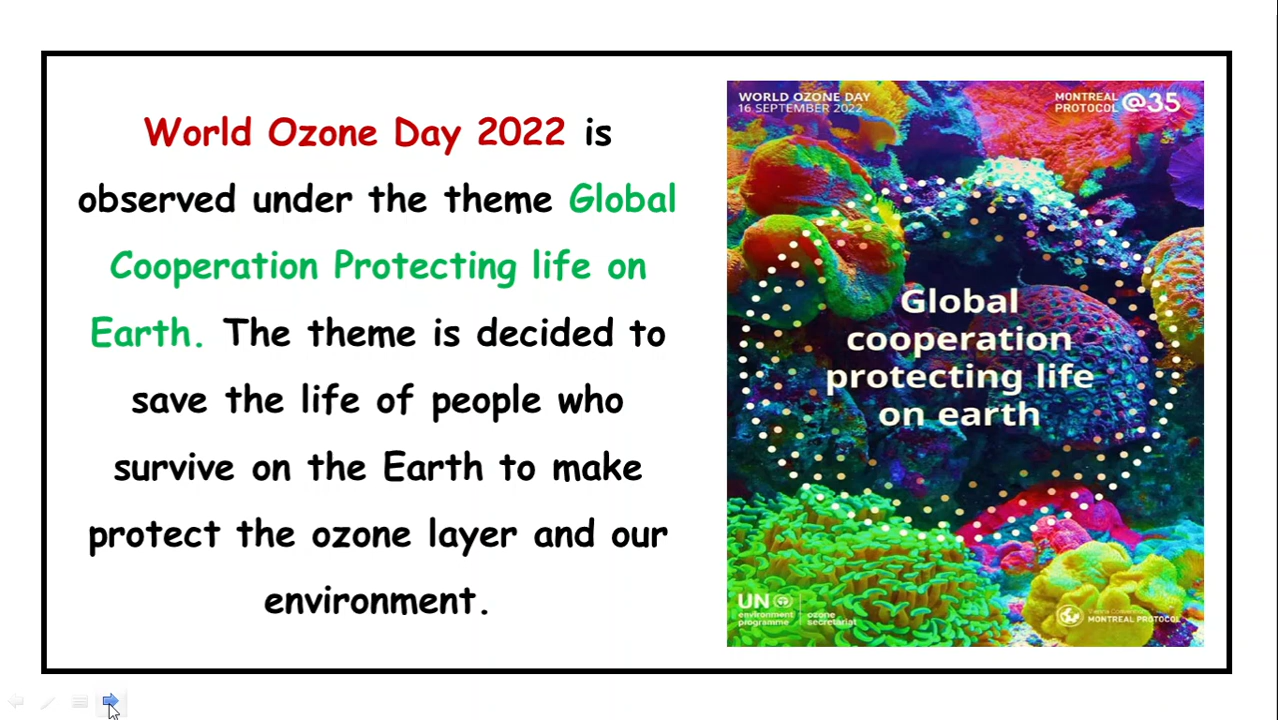 World Ozone Day 2022 is
observed under the theme Global
Cooperation Protecting life on
Earth. The theme is decided to
save the life of people who
survive on the Earth to make
protect the ozone layer and our
environment.
WORLD OZONE DAY
16 SEPTEMBER 2022
MONTREAL
PROTOCOL @35
Global
cooperation
protecting life
on earth
UN
environment
programme
ozone
secretariat
MONTREAL PROTOCOL